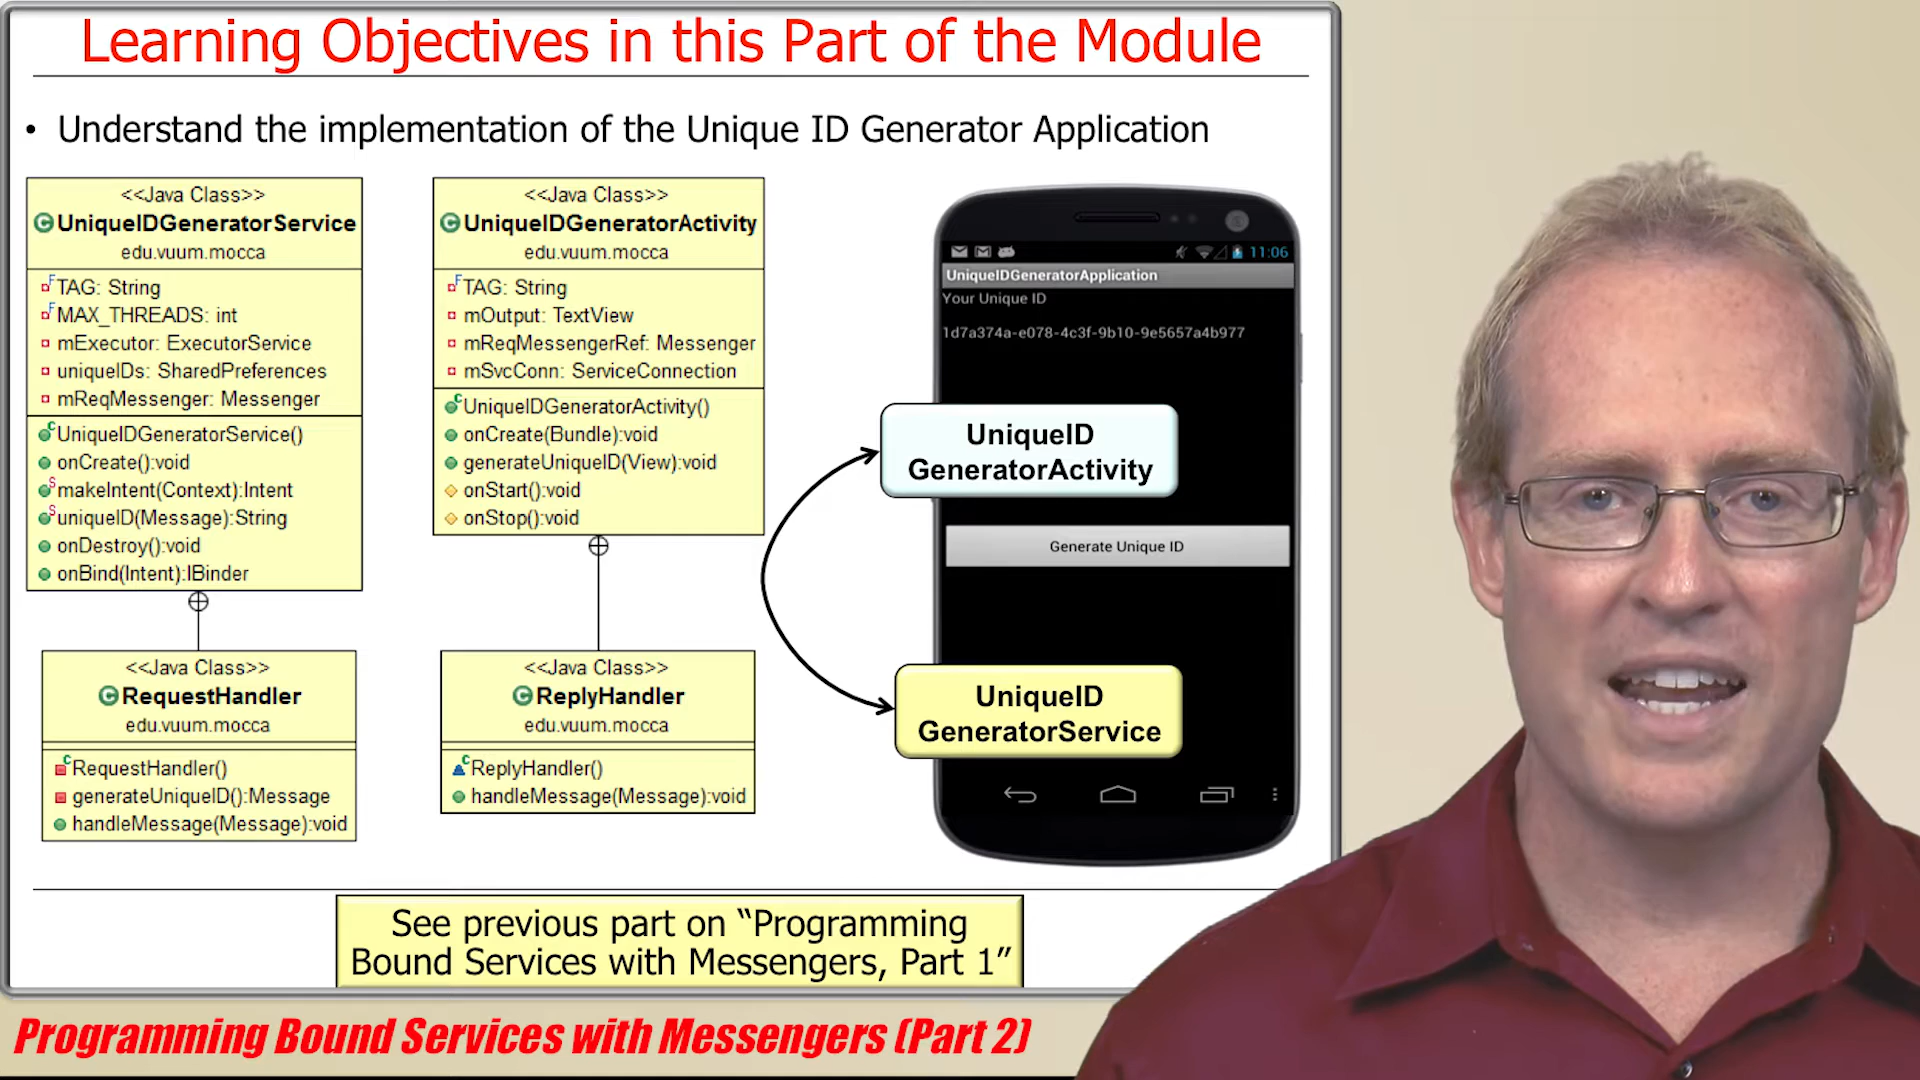 Learning Objectives in this Part of the Module
• Understand the implementation of the Unique ID Generator Application
<<Java Class>>
UniqueIDGeneratorService
edu.vuum.mocca
TAG: String
MAX_THREADS: int
mExecutor: ExecutorService
uniqueIDs: SharedPreferences
mReqMessenger: Messenger
UniqueIDGeneratorService()
onCreate():void
makeIntent(Context):Intent
uniqueID(Message):String
onDestroy():void
onBind(Intent):IBinder
<<Java Class>>
RequestHandler
edu.vuum.mocca
RequestHandler()
generateUniqueID():Message
handleMessage(Message):void
<<Java Class>>
UniqueIDGeneratorActivity
edu.vuum.mocca
TAG: String
mOutput: TextView
mReqMessengerRef: Messenger
mSvcConn: ServiceConnection
UniqueIDGeneratorActivity()
onCreate(Bundle):void
generateUniqueID(View):void
onStart():void
onStop():void
<<Java Class>>
ReplyHandler
edu.vuum.mocca
ReplyHandler()
handleMessage(Message):void
11:06
UniqueIDGeneratorApplication
Your Unique ID
1d7a374a-e078-4c3f-9b10-9e5657a4b977
UniqueID
GeneratorActivity
Generate Unique ID
UniqueID
GeneratorService
See previous part on “Programming
Bound Services with Messengers, Part 1”
Programming Bound Services with Messengers (Part 2)